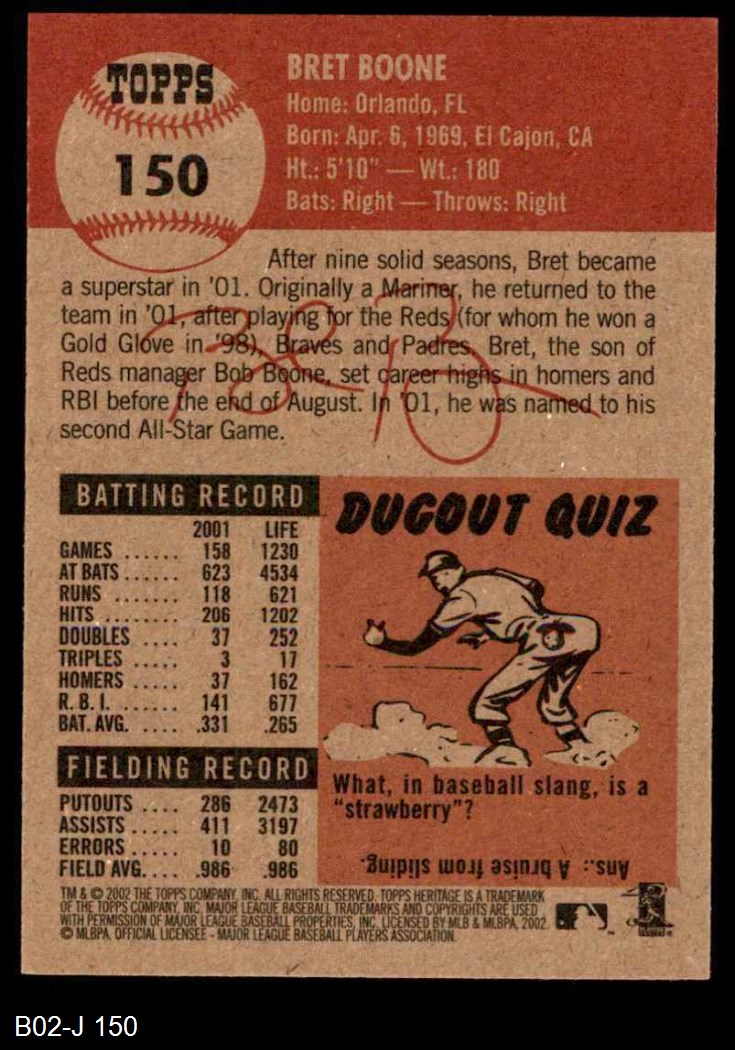 TOPPS
150
BRET BOONE
Home: Orlando, FL
Born: Apr. 6, 1969, El Cajon, CA
Ht.: 5'10" — Wt.: 180
Bats: Right — Throws: Right
After nine solid seasons, Bret became
a superstar in '01. Originally a Mariner, he returned to the
team in '01, after playing for the Reds (for whom he won a
Gold Glove in '98), Braves and Padres. Bret, the son of
Reds manager Bob Boone, set career highs in homers and
RBI before the end of August. In '01, he was named to his
second All-Star Game.
BATTING RECORD
2001 LIFE
GAMES ...... 158 1230
AT BATS ...... 623 4534
RUNS ....... 118 621
HITS ........ 206 1202
DOUBLES .... 37 252
TRIPLES ..... 3 17
HOMERS ..... 37 162
R. B. I. ...... 141 677
BAT. AVG. .... .331 .265
FIELDING RECORD
PUTOUTS .... 286 2473
ASSISTS ..... 411 3197
ERRORS ..... 10 80
FIELD AVG. ... .986 .986
DUGOUT QUIZ
What, in baseball slang, is a
"strawberry"?
Ans.: A bruise from sliding.
TM & © 2002 THE TOPPS COMPANY, INC. ALL RIGHTS RESERVED. TOPPS HERITAGE IS A TRADEMARK
OF THE TOPPS COMPANY, INC. MAJOR LEAGUE BASEBALL TRADEMARKS AND COPYRIGHTS ARE USED
WITH PERMISSION OF MAJOR LEAGUE BASEBALL PROPERTIES, INC. LICENSED BY MLB & MLBPA, 2002.
© MLBPA. OFFICIAL LICENSEE - MAJOR LEAGUE BASEBALL PLAYERS ASSOCIATION.
B02-J 150